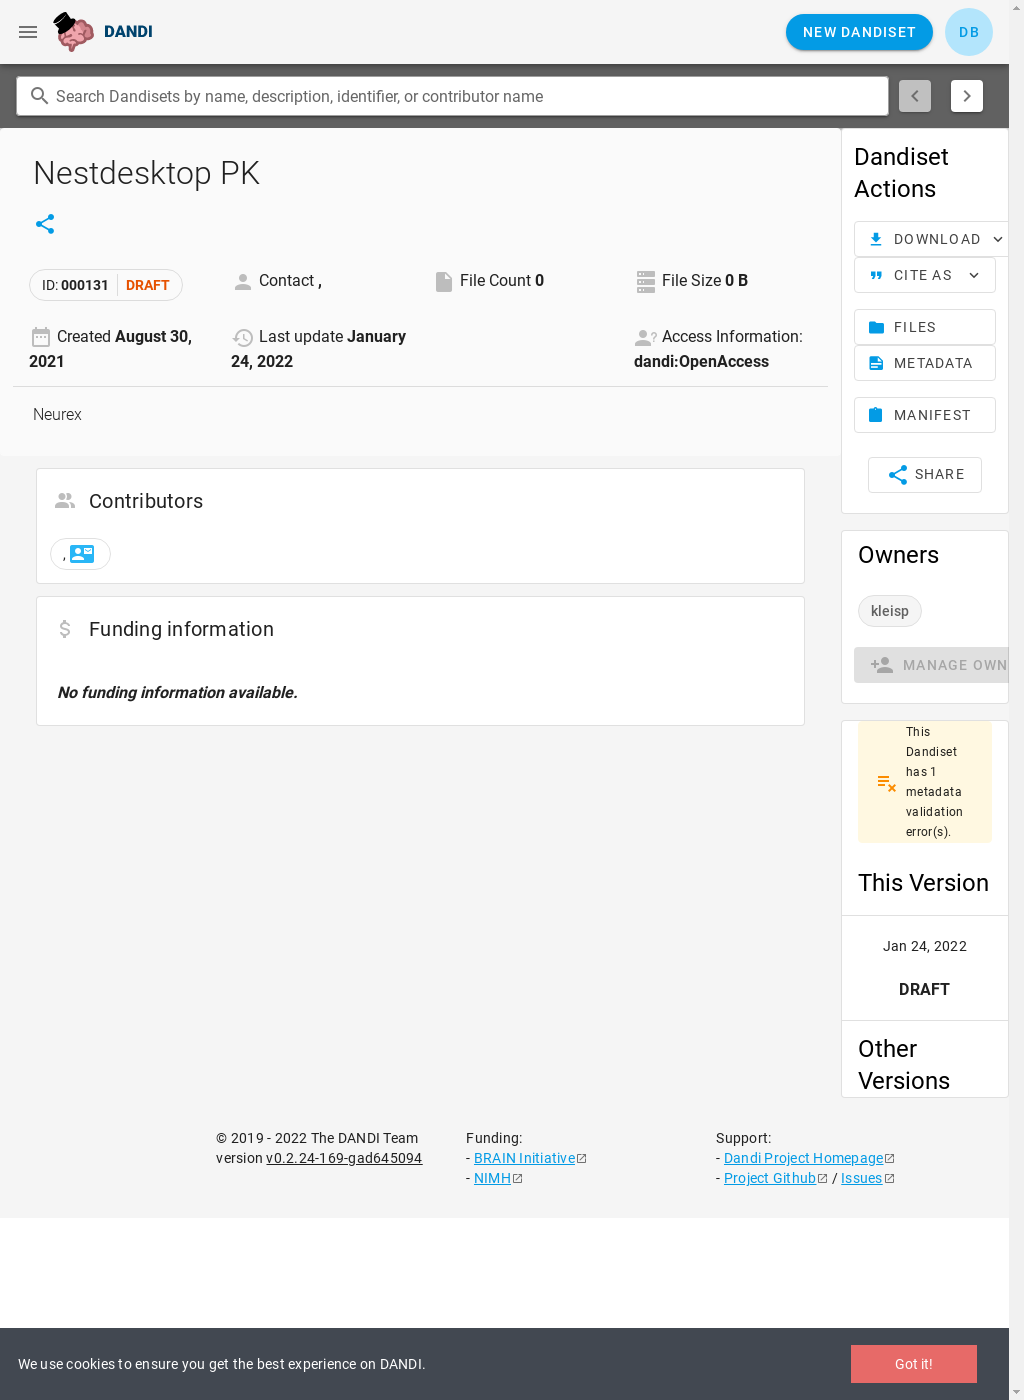 DANDI
NEW DANDISET
DB
Search Dandisets by name, description, identifier, or contributor name
Nestdesktop PK
ID: 000131 DRAFT
Contact ,
File Count 0
File Size 0 B
Created August 30, 2021
Last update January 24, 2022
Access Information: dandi:OpenAccess
Neurex
Contributors
,
Funding information
No funding information available.
Dandiset
Actions
DOWNLOAD
CITE AS
FILES
METADATA
MANIFEST
SHARE
Owners
kleisp
MANAGE OWN
This
Dandiset
has 1
metadata
validation
error(s).
This Version
Jan 24, 2022
DRAFT
Other
Versions
© 2019 - 2022 The DANDI Team
version v0.2.24-169-gad645094
Funding:
- BRAIN Initiative
- NIMH
Support:
- Dandi Project Homepage
- Project Github / Issues
We use cookies to ensure you get the best experience on DANDI.
Got it!